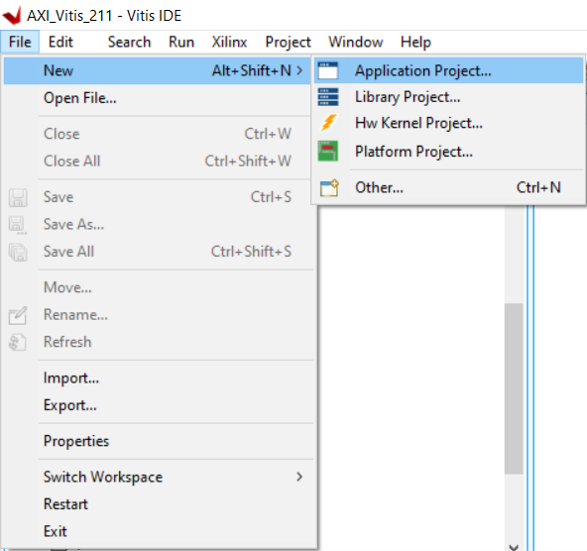 AXI_Vitis_211 - Vitis IDE
File Edit Search Run Xilinx Project Window Help
New Alt+Shift+N >
Application Project...
Open File...
Library Project...
Hw Kernel Project...
Close Ctrl+W
Platform Project...
Close All Ctrl+Shift+W
Other... Ctrl+N
Save Ctrl+S
Save As...
Save All Ctrl+Shift+S
Move...
Rename...
Refresh
Import...
Export...
Properties
Switch Workspace >
Restart
Exit